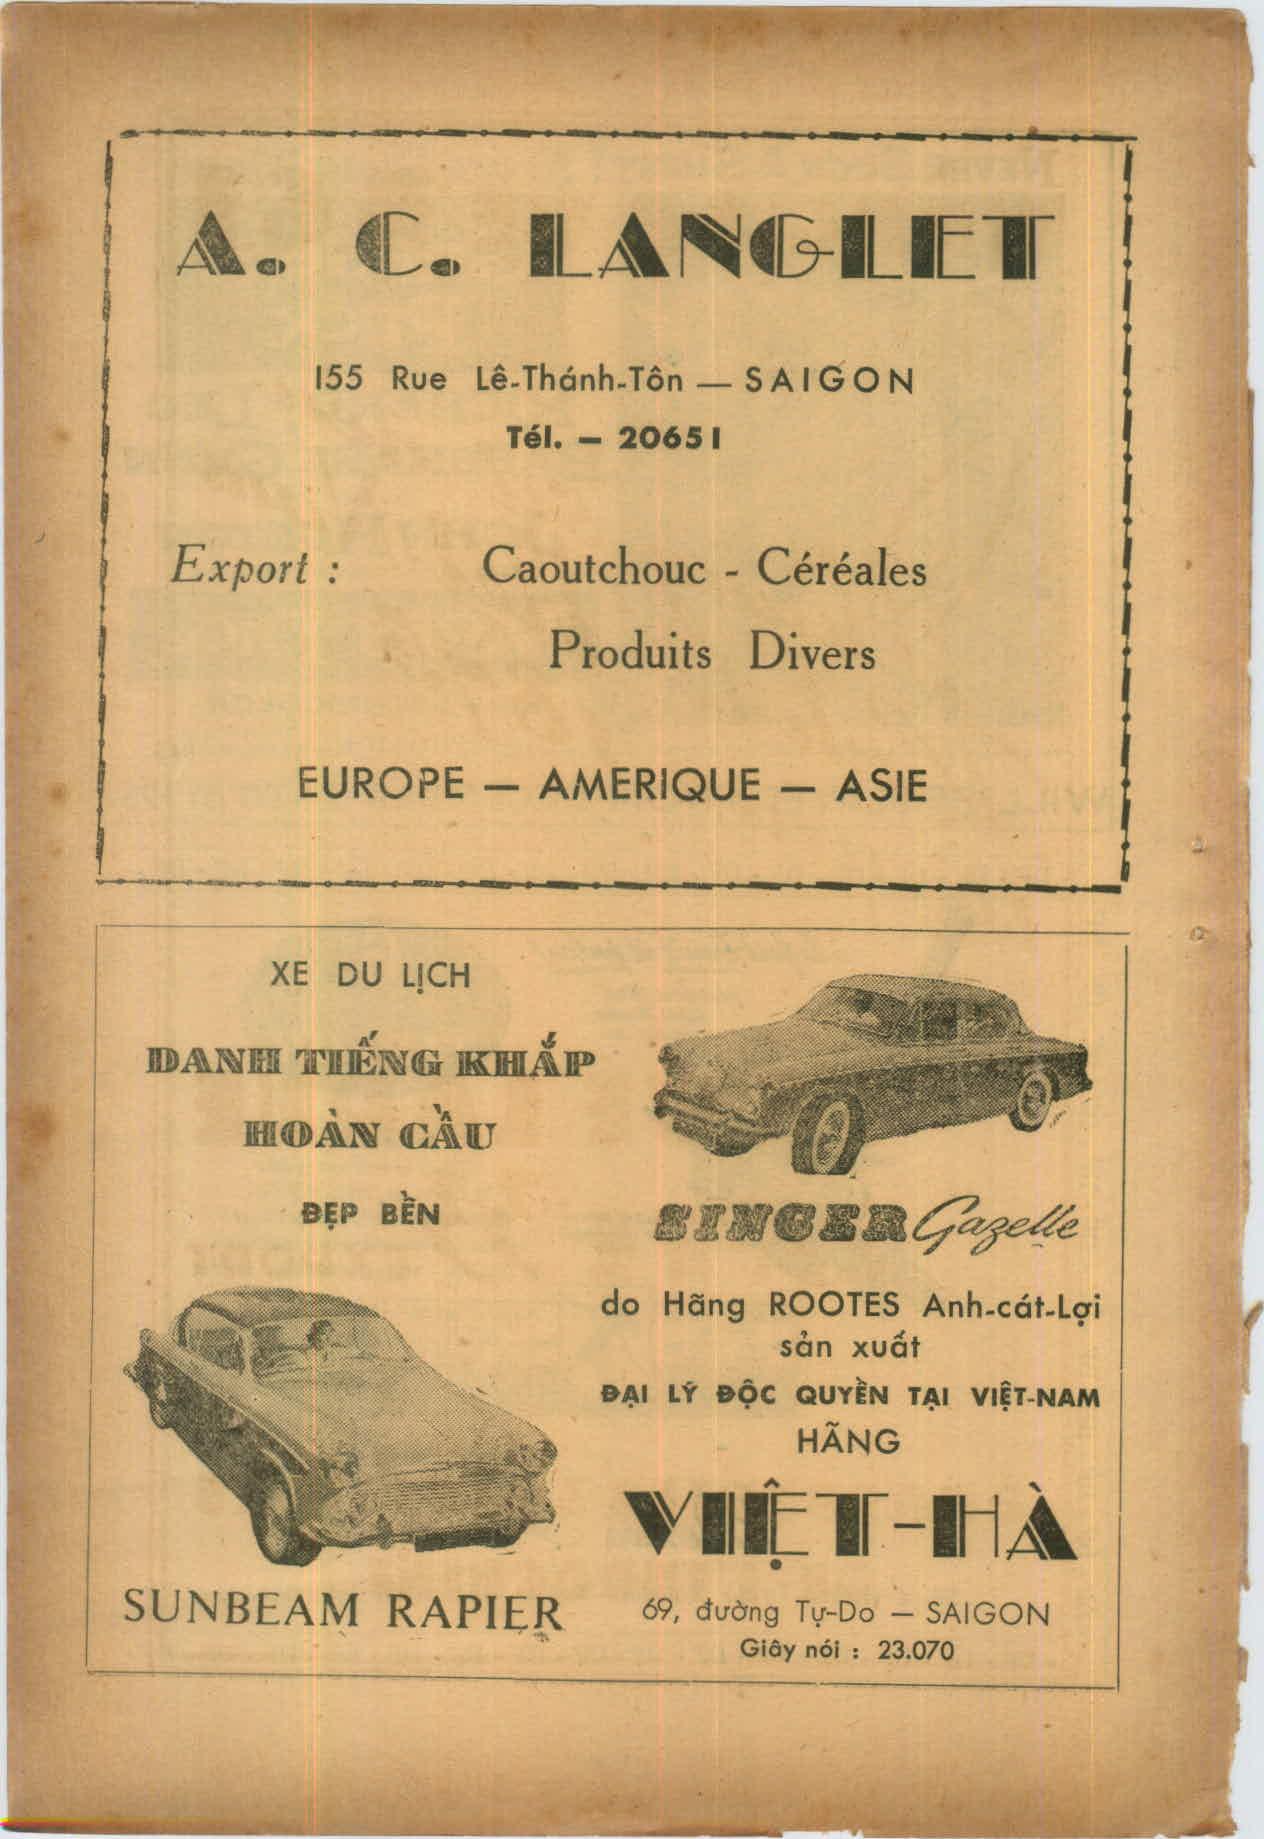 A. C. LANGLET
155 Rue Lê-Thánh-Tôn — SAIGON
Tél. — 20651
Export : Caoutchouc - Céréales
Produits Divers
EUROPE — AMERIQUE — ASIE
XE DU LỊCH
DANH TIẾNG KHẮP
HOÀN CẦU
ĐẸP BỀN
SINGER Gazelle
do Hãng ROOTES Anh-cát-Lợi
sản xuất
ĐẠI LÝ ĐỘC QUYỀN TẠI VIỆT-NAM
HÃNG
VIỆT-HÀ
SUNBEAM RAPIER
69, đường Tự-Do — SAIGON
Giây nói : 23.070